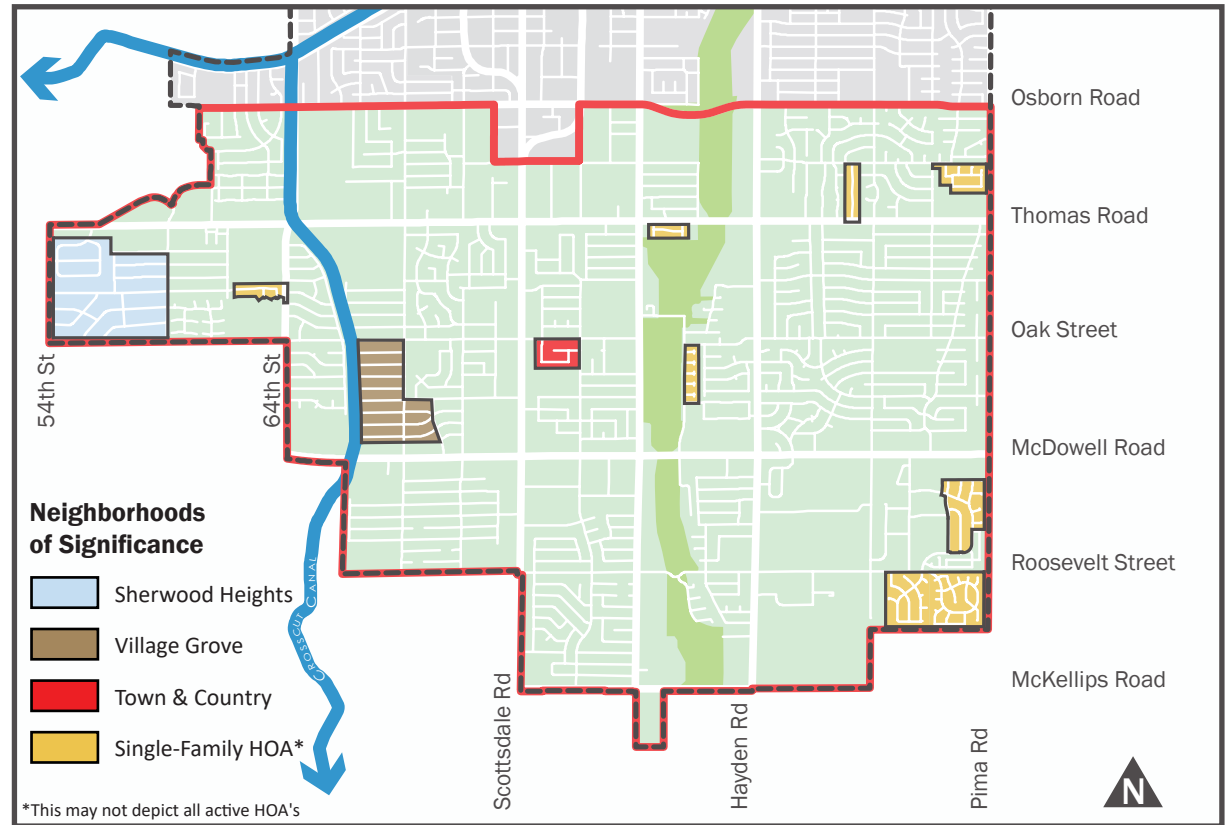 Osborn Road
Thomas Road
Oak Street
54th St
64th St
McDowell Road
Neighborhoods
of Significance
Sherwood Heights
Village Grove
Town & Country
Single-Family HOA*
*This may not depict all active HOA's
CROSSCUT CANAL
Roosevelt Street
McKellips Road
Scottsdale Rd
Hayden Rd
Pima Rd
N